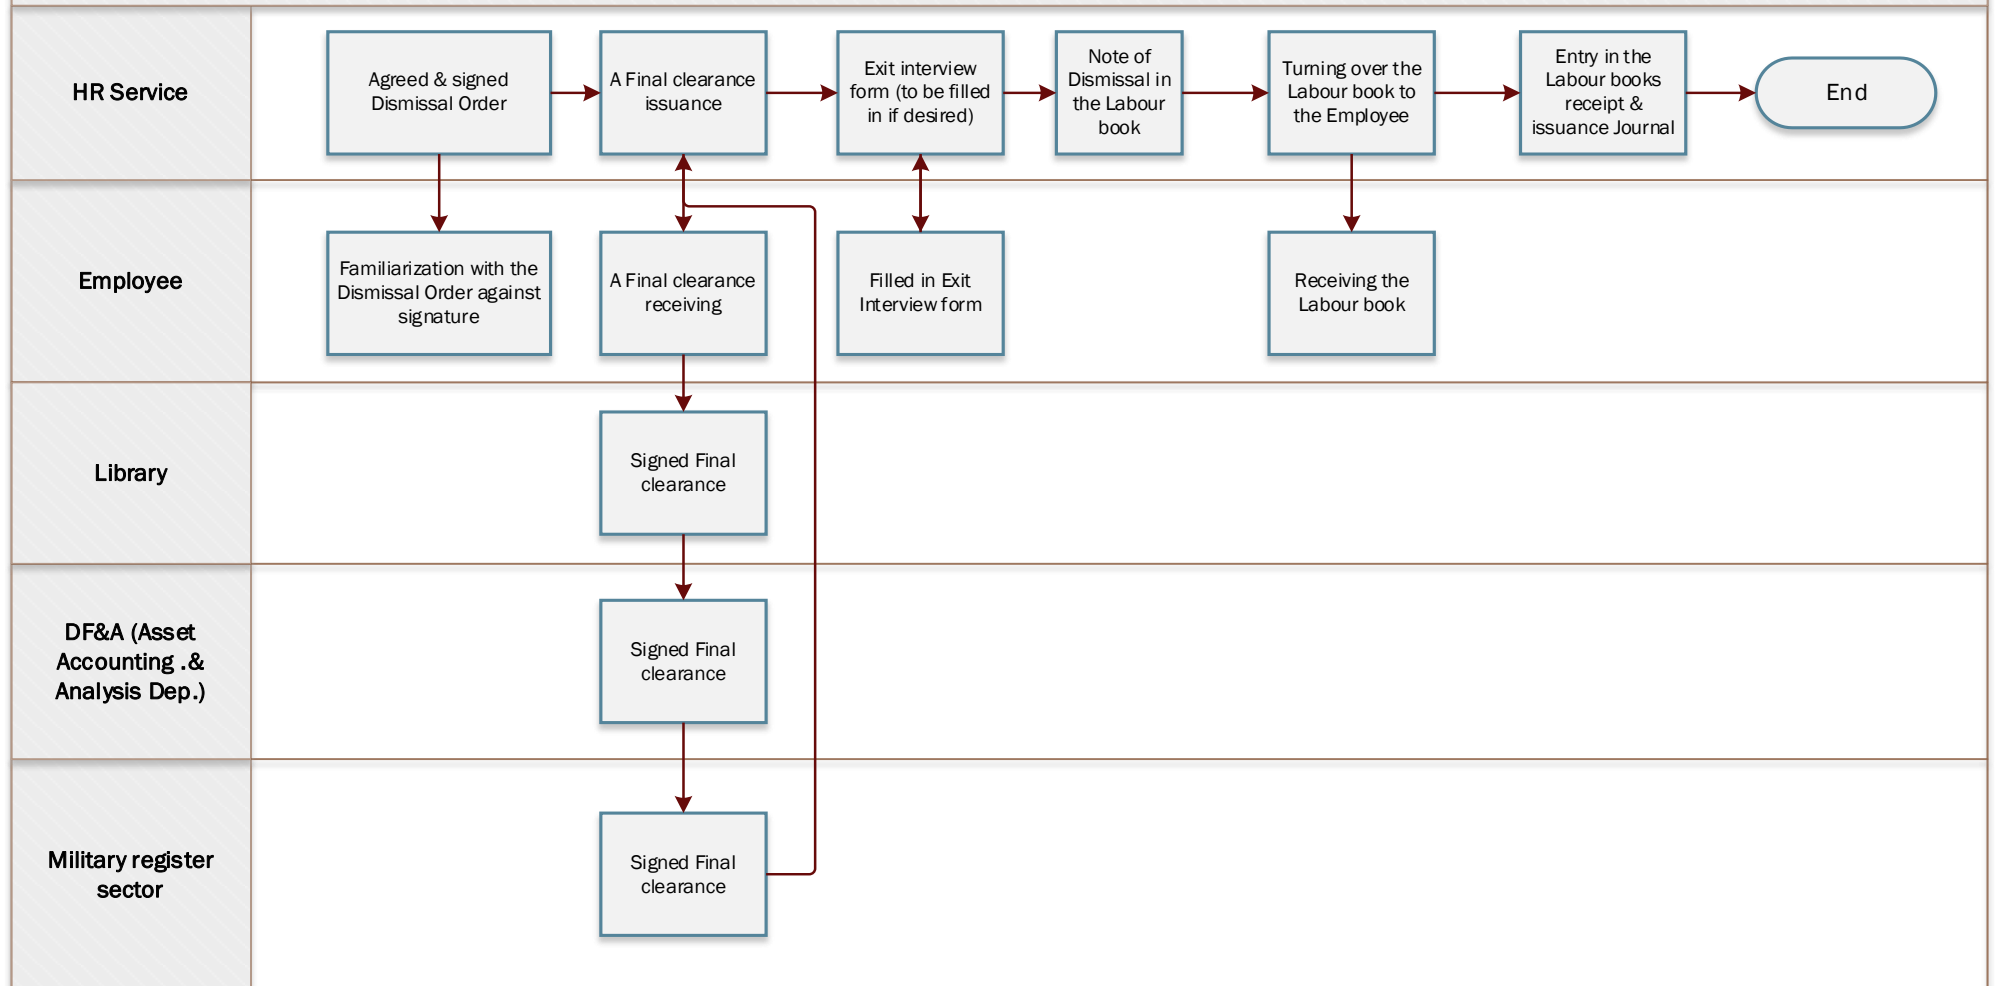 HR Service
Agreed & signed
Dismissal Order
A Final clearance
issuance
Exit interview
form (to be filled
in if desired)
Note of
Dismissal in
the Labour
book
Turning over the
Labour book to
the Employee
Entry in the
Labour books
receipt &
issuance Journal
End
Employee
Familiarization with the
Dismissal Order against
signature
A Final clearance
receiving
Filled in Exit
Interview form
Receiving the
Labour book
Library
Signed Final
clearance
DF&A (Asset
Accounting .&
Analysis Dep.)
Signed Final
clearance
Military register
sector
Signed Final
clearance